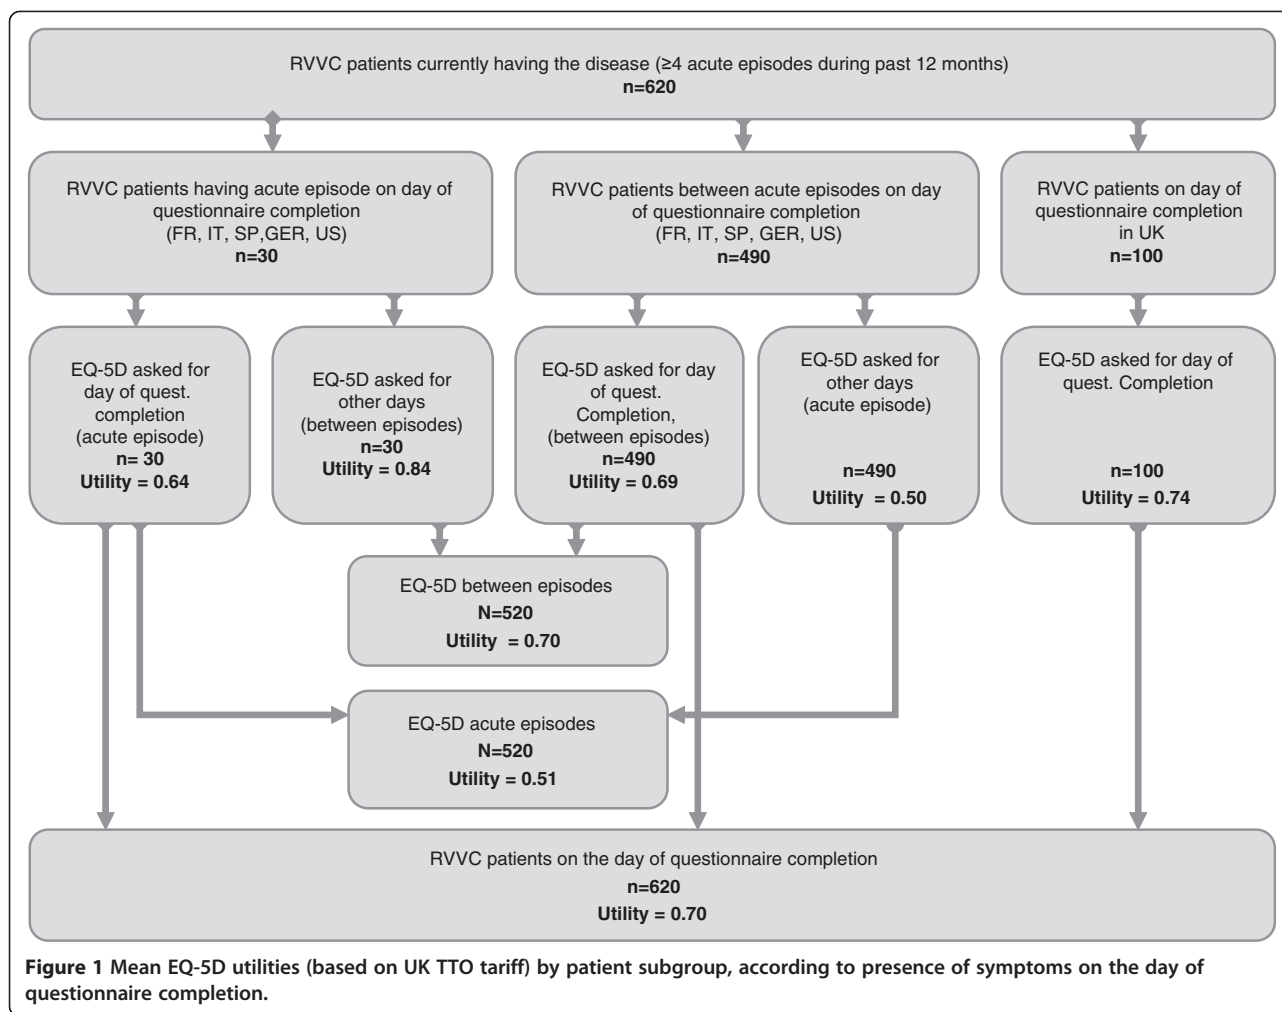 RVVC patients currently having the disease (≥4 acute episodes during past 12 months)
n=620
RVVC patients having acute episode on day of
questionnaire completion
(FR, IT, SP,GER, US)
n=30
RVVC patients between acute episodes on day
of questionnaire completion
(FR, IT, SP, GER, US)
n=490
RVVC patients on day of
questionnaire completion
in UK
n=100
EQ-5D asked for
day of quest.
completion
(acute episode)
n= 30
Utility = 0.64
EQ-5D asked for
other days
(between episodes)
n=30
Utility = 0.84
EQ-5D asked for day
of quest.
Completion,
(between episodes)
n=490
Utility = 0.69
EQ-5D asked for
other days
(acute episode)
n=490
Utility = 0.50
EQ-5D asked for day of
quest. Completion
n=100
Utility = 0.74
EQ-5D between episodes
N=520
Utility = 0.70
EQ-5D acute episodes
N=520
Utility = 0.51
RVVC patients on the day of questionnaire completion
n=620
Utility = 0.70
Figure 1 Mean EQ-5D utilities (based on UK TTO tariff) by patient subgroup, according to presence of symptoms on the day of
questionnaire completion.